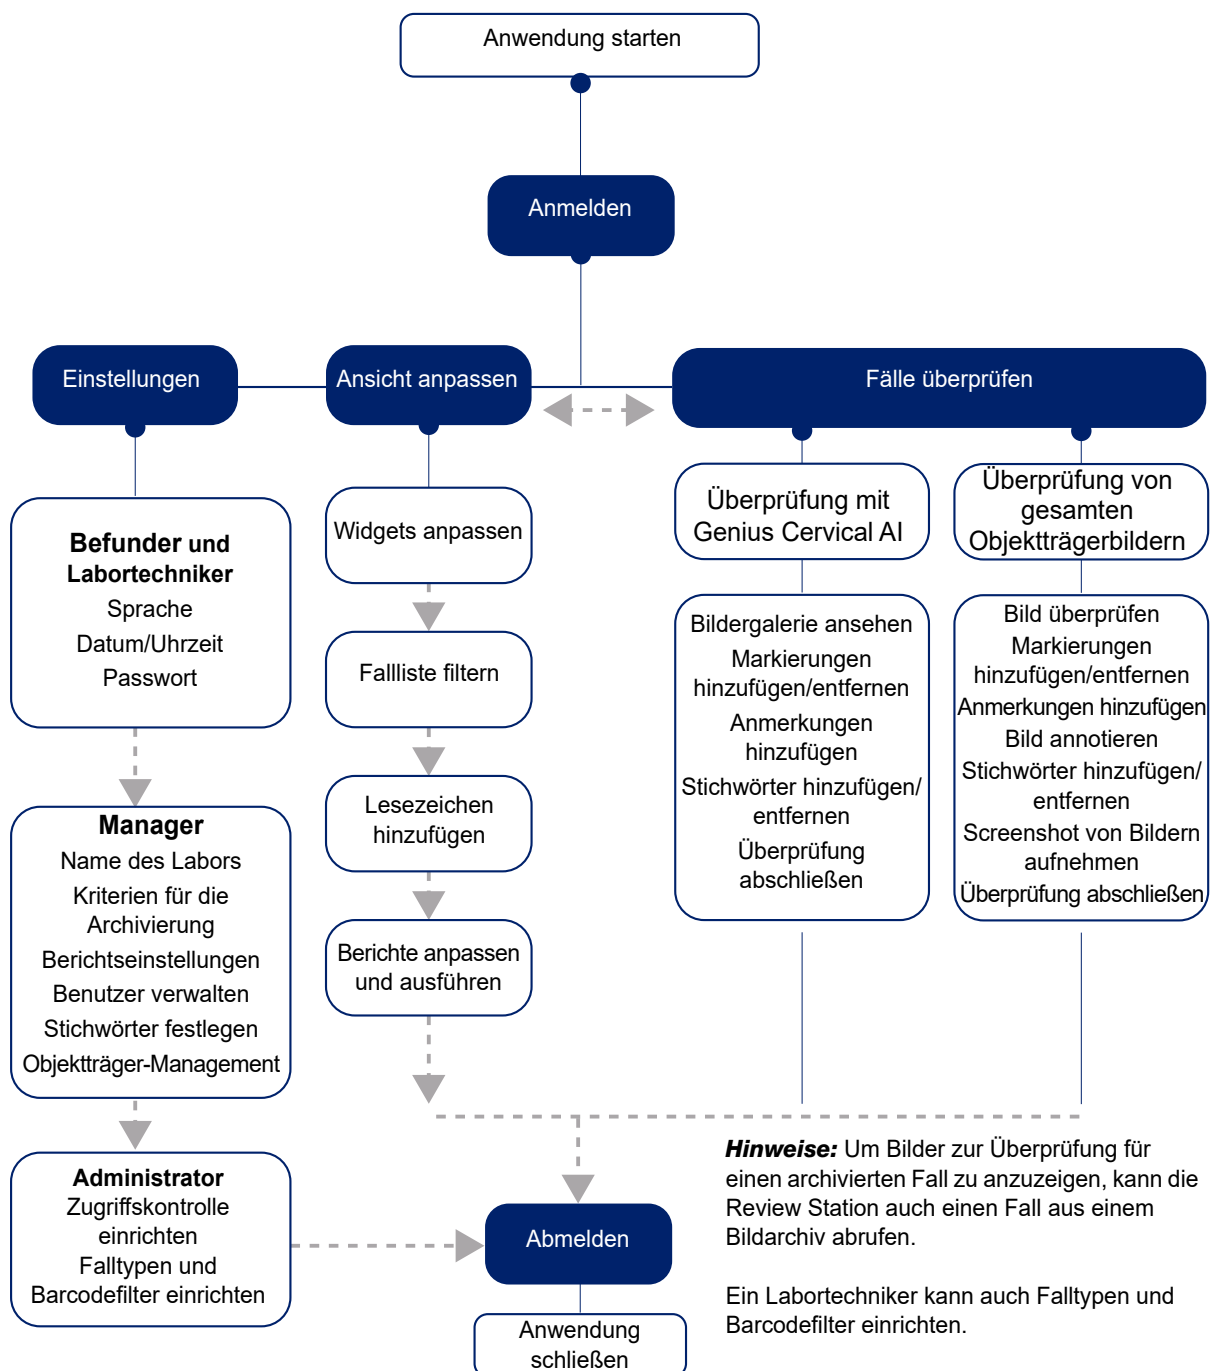 Anwendung starten
Anmelden
Einstellungen
Ansicht anpassen
Fälle überprüfen
Befunder und
Labortechniker
Sprache
Datum/Uhrzeit
Passwort
Manager
Name des Labors
Kriterien für die
Archivierung
Berichtseinstellungen
Benutzer verwalten
Stichwörter festlegen
Objektträger-Management
Administrator
Zugriffskontrolle
einrichten
Falltypen und
Barcodefilter einrichten
Widgets anpassen
Fallliste filtern
Lesezeichen
hinzufügen
Berichte anpassen
und ausführen
Überprüfung mit
Genius Cervical AI
Bildergalerie ansehen
Markierungen
hinzufügen/entfernen
Anmerkungen
hinzufügen
Stichwörter hinzufügen/
entfernen
Überprüfung
abschließen
Überprüfung von
gesamten
Objektträgerbildern
Bild überprüfen
Markierungen
hinzufügen/entfernen
Anmerkungen hinzufügen
Bild annotieren
Stichwörter hinzufügen/
entfernen
Screenshot von Bildern
aufnehmen
Überprüfung abschließen
Abmelden
Anwendung
schließen
Hinweise: Um Bilder zur Überprüfung für
einen archivierten Fall zu anzuzeigen, kann die
Review Station auch einen Fall aus einem
Bildarchiv abrufen.
Ein Labortechniker kann auch Falltypen und
Barcodefilter einrichten.